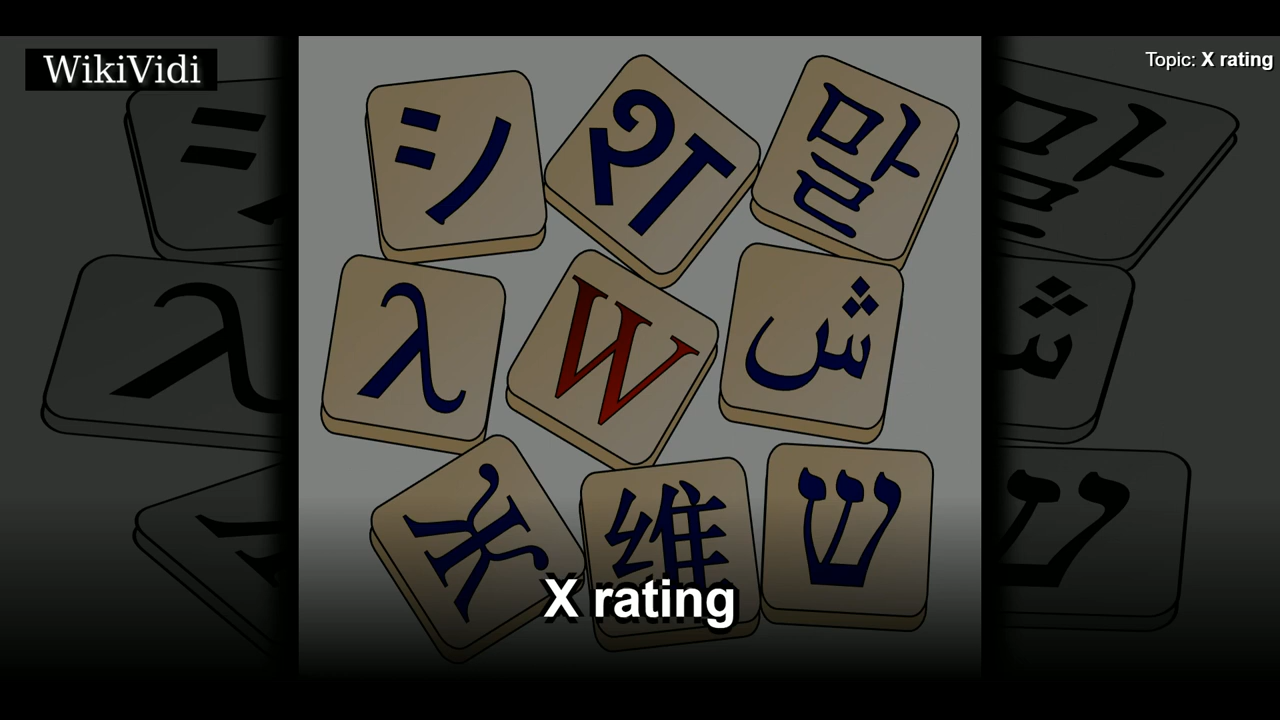 WikiVidi
Topic: X rating
シ
श
말
λ
W
ش
Ж
维
ש
X rating